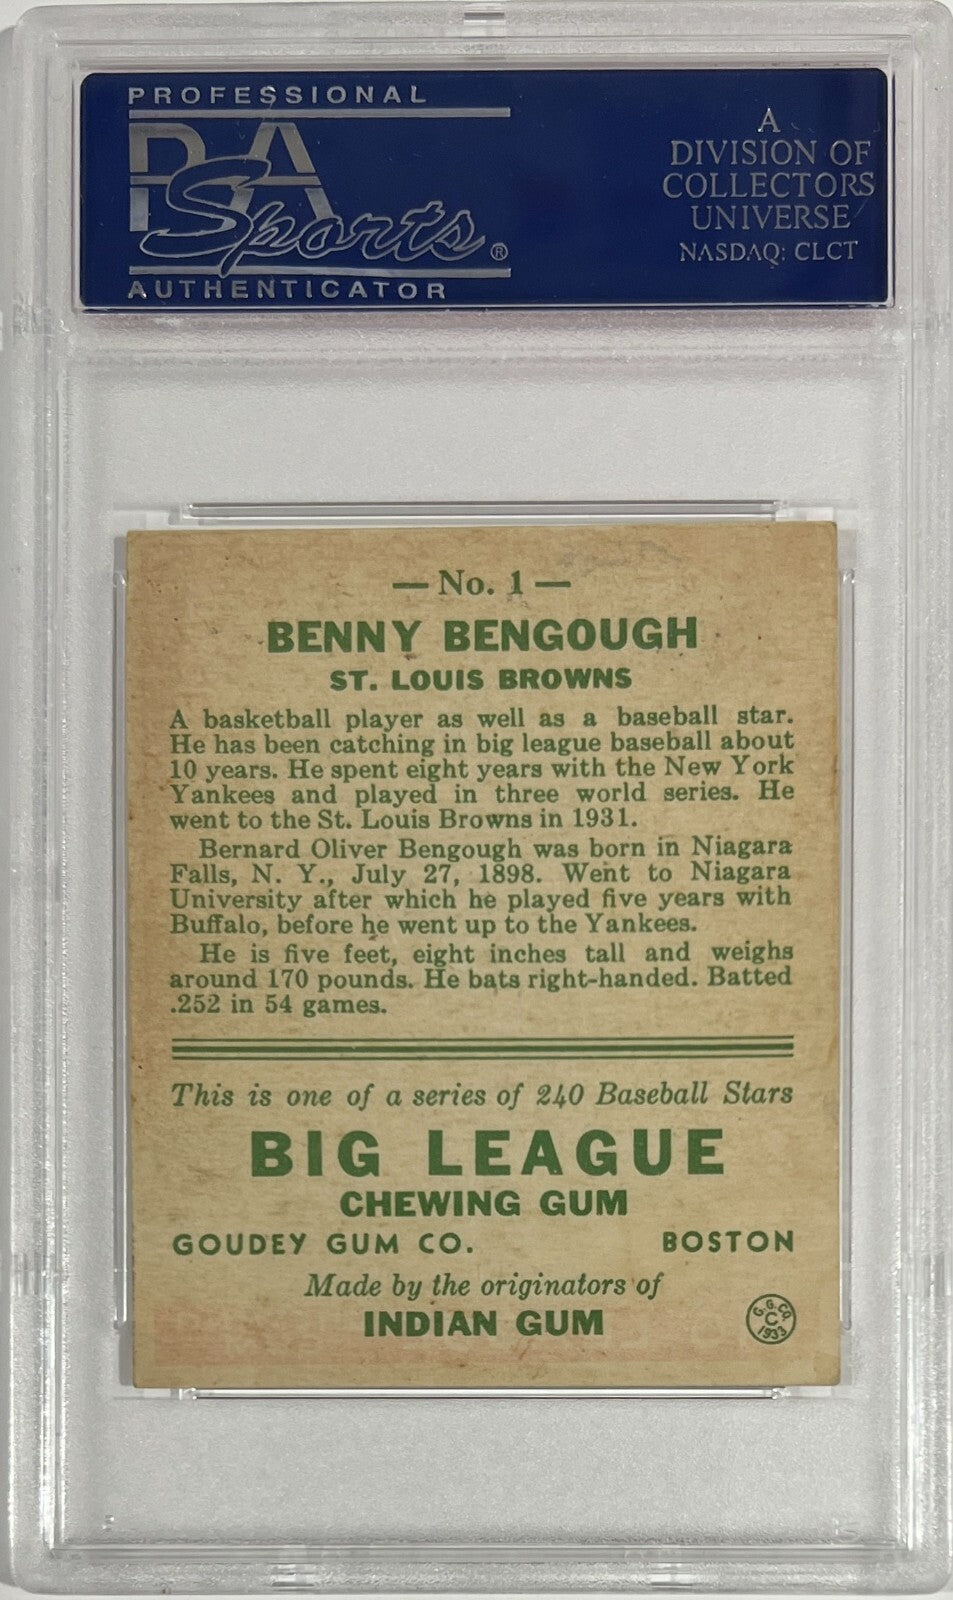 PROFESSIONAL
PSA
Sports®
AUTHENTICATOR
A
DIVISION OF
COLLECTORS
UNIVERSE
NASDAQ: CLCT
— No. 1 —
BENNY BENGOUGH
ST. LOUIS BROWNS
A basketball player as well as a baseball star.
He has been catching in big league baseball about
10 years. He spent eight years with the New York
Yankees and played in three world series. He
went to the St. Louis Browns in 1931.
Bernard Oliver Bengough was born in Niagara
Falls, N. Y., July 27, 1898. Went to Niagara
University after which he played five years with
Buffalo, before he went up to the Yankees.
He is five feet, eight inches tall and weighs
around 170 pounds. He bats right-handed. Batted
.252 in 54 games.
This is one of a series of 240 Baseball Stars
BIG LEAGUE
CHEWING GUM
GOUDEY GUM CO. BOSTON
Made by the originators of
INDIAN GUM
G. G. CO.
C
1933